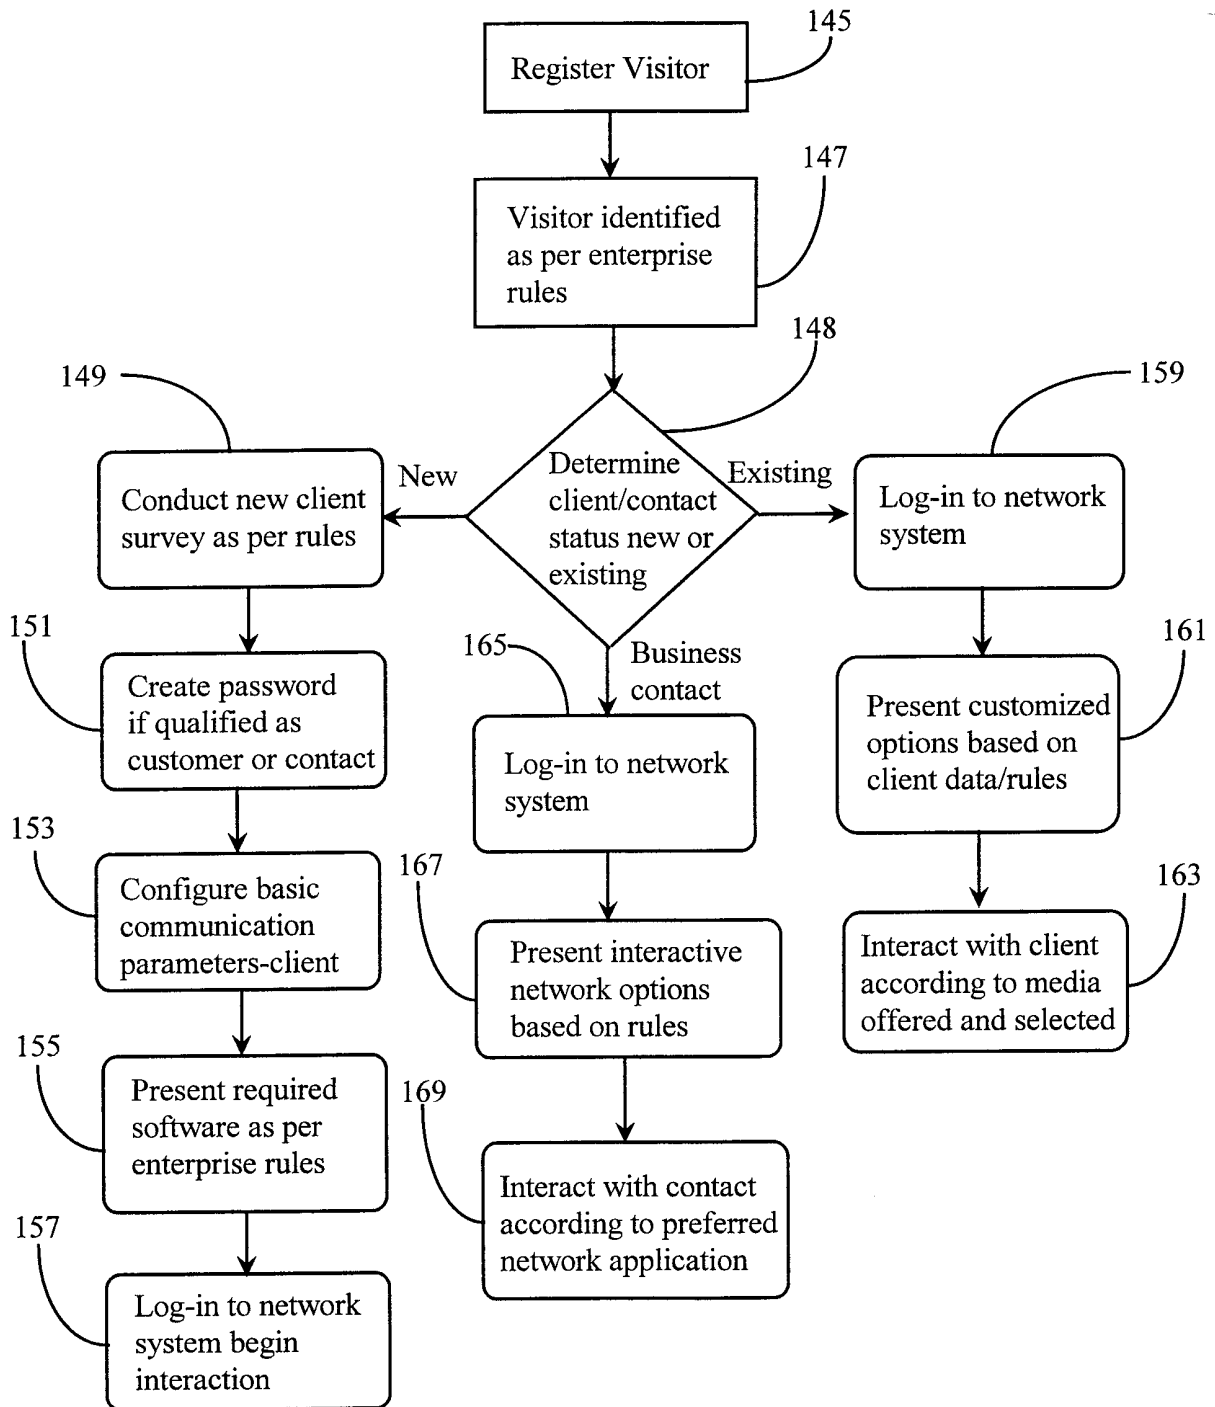 145
Register Visitor
147
Visitor identified
as per enterprise
rules
148
149
159
New
Determine
client/contact
status new or
existing
Existing
Conduct new client
survey as per rules
Log-in to network
system
151
Create password
if qualified as
customer or contact
165
Business
contact
161
Present customized
options based on
client data/rules
Log-in to network
system
153
Configure basic
communication
parameters-client
167
Present interactive
network options
based on rules
163
Interact with client
according to media
offered and selected
155
Present required
software as per
enterprise rules
169
Interact with contact
according to preferred
network application
157
Log-in to network
system begin
interaction